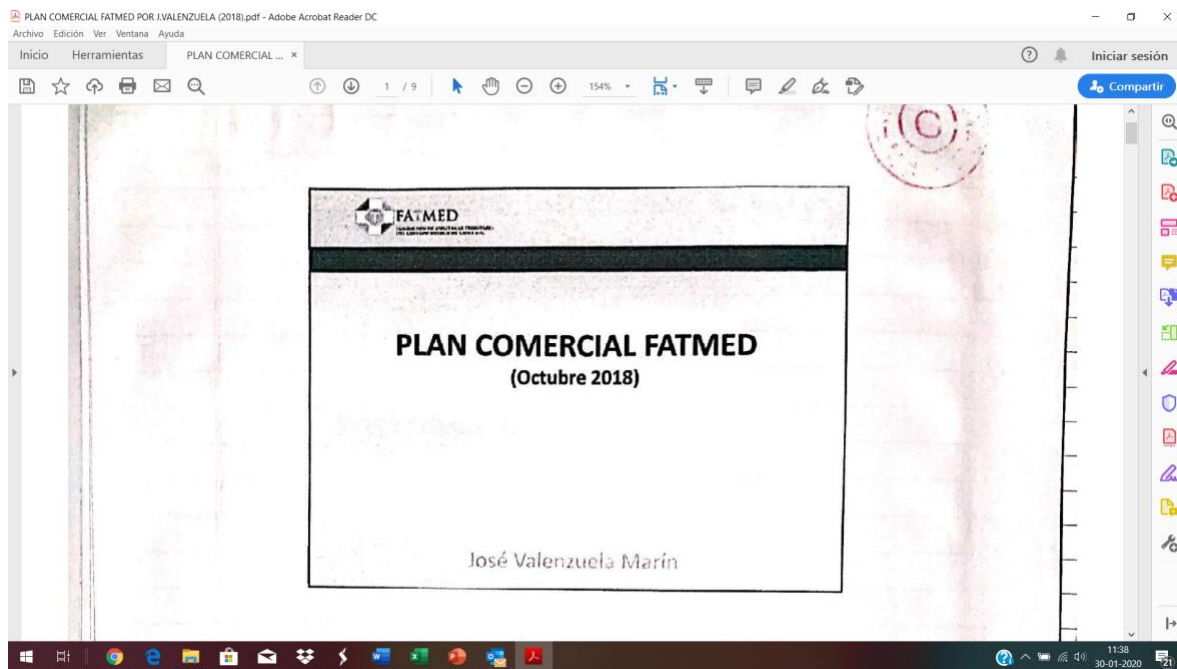 PLAN COMERCIAL FATMED POR J.VALENZUELA (2018).pdf - Adobe Acrobat Reader DC
Archivo Edición Ver Ventana Ayuda
Inicio Herramientas PLAN COMERCIAL ... × Iniciar sesión
1 / 9 154% Compartir
C
FATMED
PLAN COMERCIAL FATMED
(Octubre 2018)
José Valenzuela Marín
11:38
30-01-2020
21